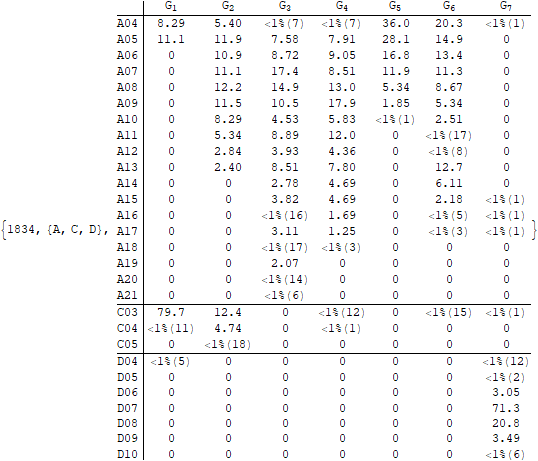 G1 G2 G3 G4 G5 G6 G7
A04 8.29 5.40 <1%(7) <1%(7) 36.0 20.3 <1%(1)
A05 11.1 11.9 7.58 7.91 28.1 14.9 0
A06 0 10.9 8.72 9.05 16.8 13.4 0
A07 0 11.1 17.4 8.51 11.9 11.3 0
A08 0 12.2 14.9 13.0 5.34 8.67 0
A09 0 11.5 10.5 17.9 1.85 5.34 0
A10 0 8.29 4.53 5.83 <1%(1) 2.51 0
A11 0 5.34 8.89 12.0 0 <1%(17) 0
A12 0 2.84 3.93 4.36 0 <1%(8) 0
A13 0 2.40 8.51 7.80 0 12.7 0
A14 0 0 2.78 4.69 0 6.11 0
A15 0 0 3.82 4.69 0 2.18 <1%(1)
A16 0 0 <1%(16) 1.69 0 <1%(5) <1%(1)
{1834, {A, C, D}, A17 0 0 3.11 1.25 0 <1%(3) <1%(1) }
A18 0 0 <1%(17) <1%(3) 0 0 0
A19 0 0 2.07 0 0 0 0
A20 0 0 <1%(14) 0 0 0 0
A21 0 0 <1%(6) 0 0 0 0
C03 79.7 12.4 0 <1%(12) 0 <1%(15) <1%(1)
C04 <1%(11) 4.74 0 <1%(1) 0 0 0
C05 0 <1%(18) 0 0 0 0 0
D04 <1%(5) 0 0 0 0 0 <1%(12)
D05 0 0 0 0 0 0 <1%(2)
D06 0 0 0 0 0 0 3.05
D07 0 0 0 0 0 0 71.3
D08 0 0 0 0 0 0 20.8
D09 0 0 0 0 0 0 3.49
D10 0 0 0 0 0 0 <1%(6)